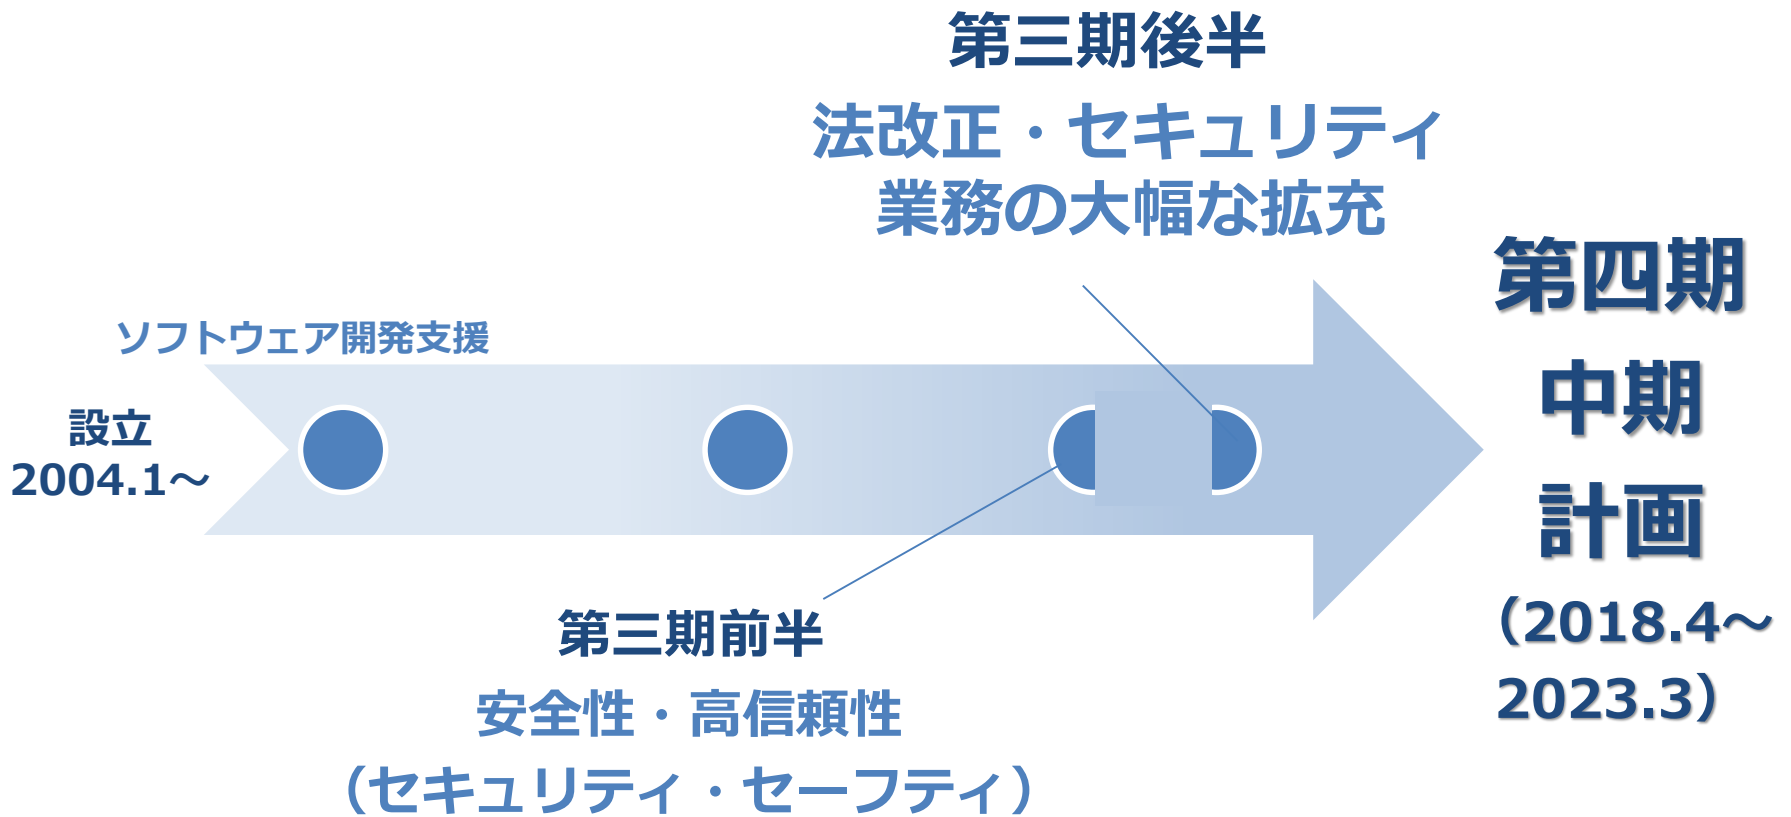 第三期後半
法改正・セキュリティ
業務の大幅な拡充
ソフトウェア開発支援
設立
2004.1～
第三期前半
安全性・高信頼性
（セキュリティ・セーフティ）
第四期
中期
計画
（2018.4～
2023.3）